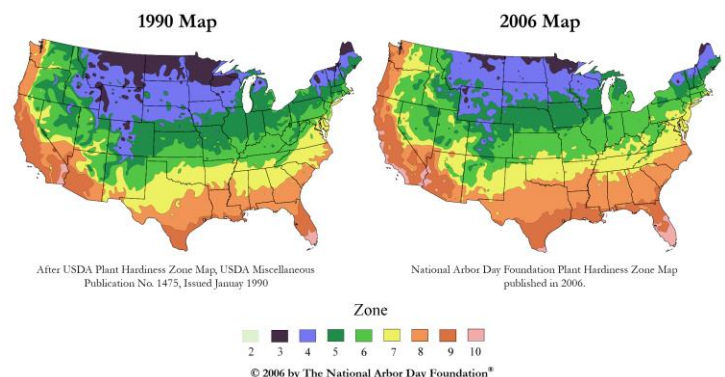 1990 Map
2006 Map
After USDA Plant Hardiness Zone Map, USDA Miscellaneous
Publication No. 1475, Issued Januay 1990
National Arbor Day Foundation Plant Hardiness Zone Map
published in 2006.
Zone
2 3 4 5 6 7 8 9 10
© 2006 by The National Arbor Day Foundation®